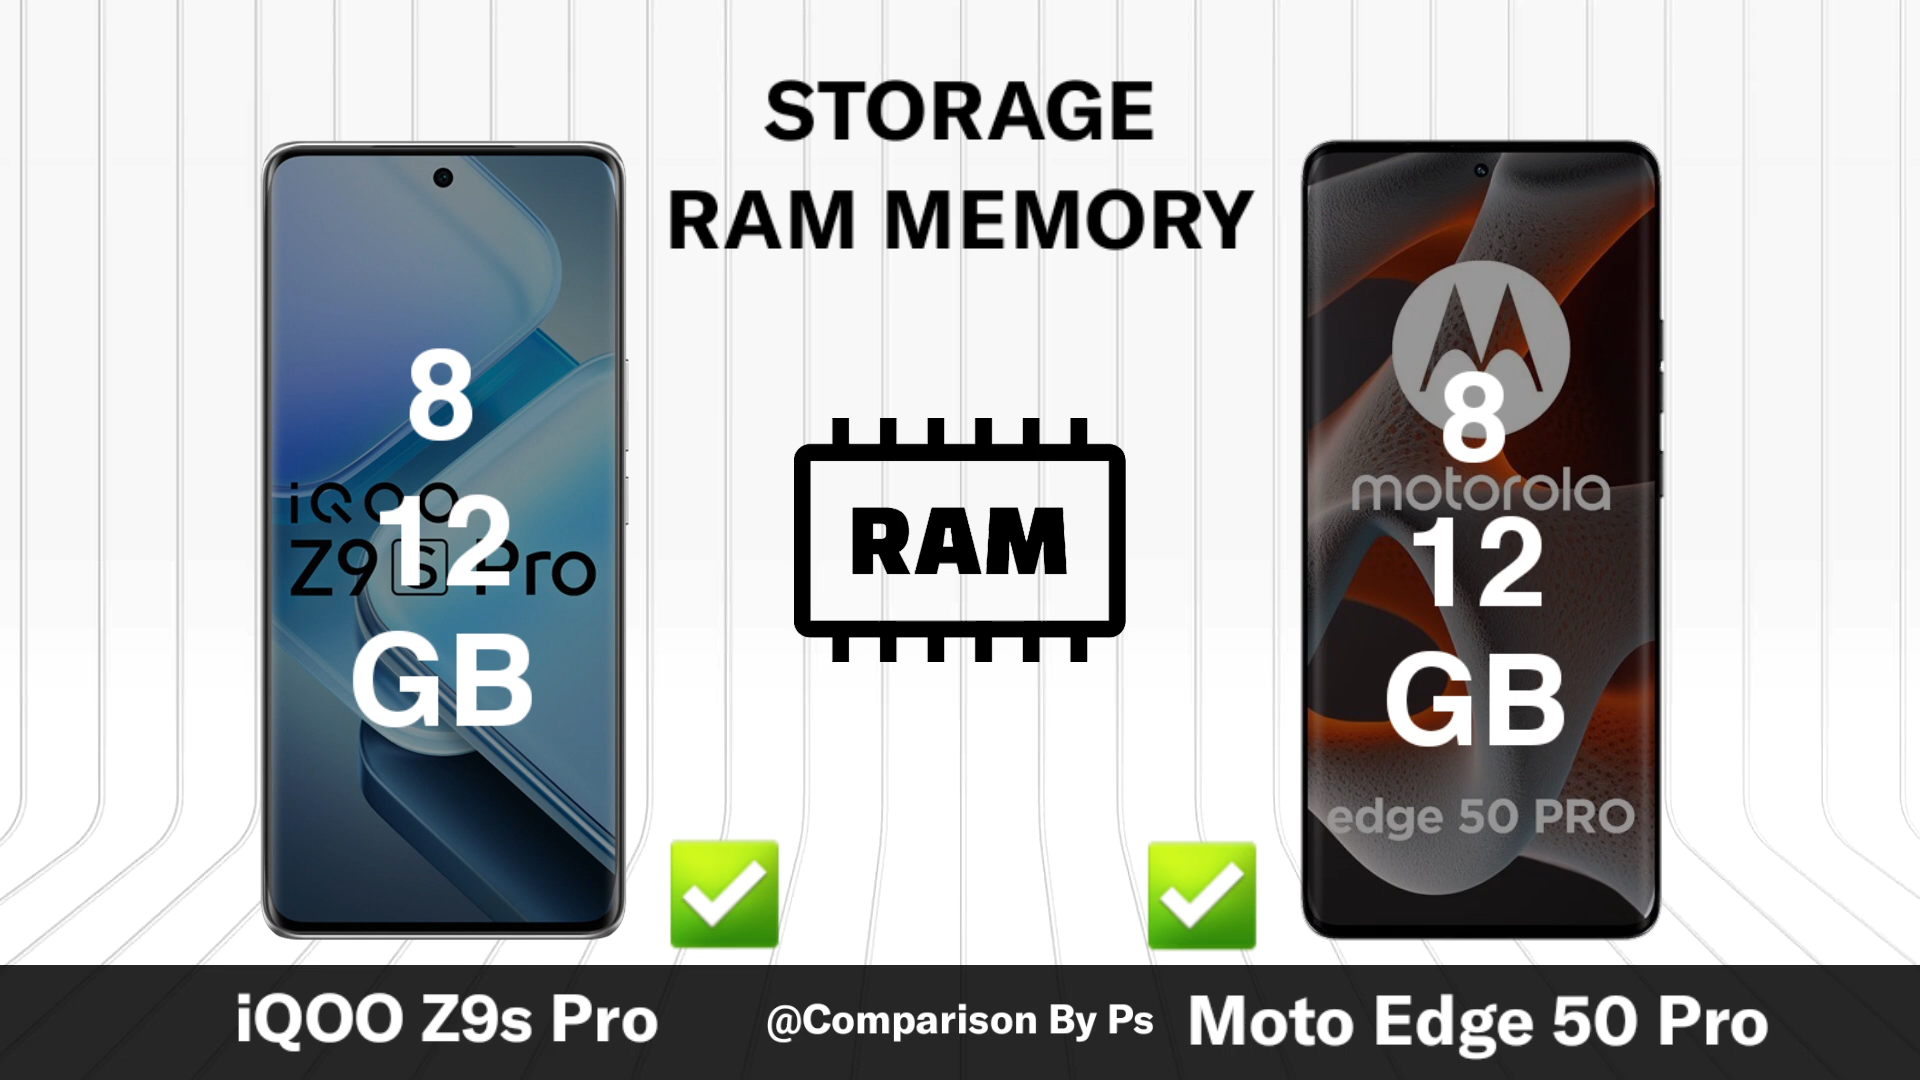 STORAGE
RAM MEMORY
8
12
GB
iQOO
Z9s Pro
RAM
8
motorola
12
GB
edge 50 PRO
iQOO Z9s Pro
@Comparison By Ps
Moto Edge 50 Pro